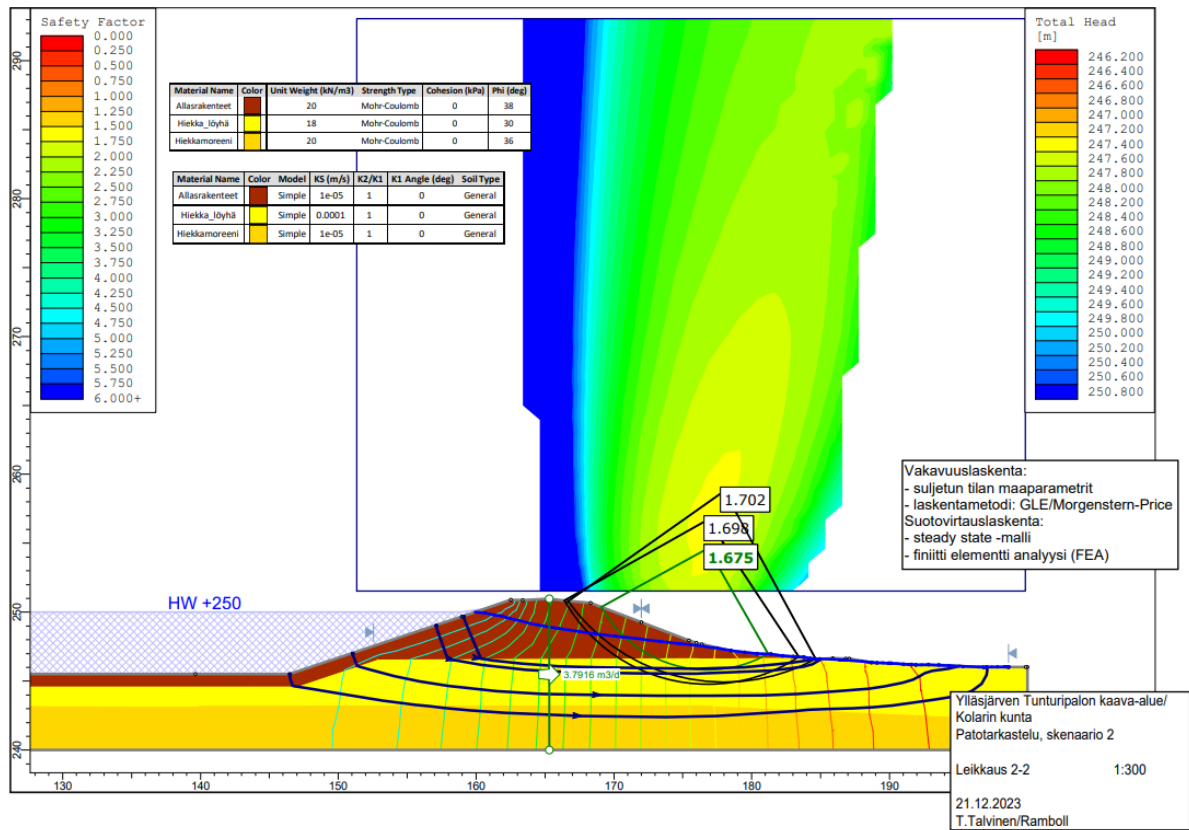 Safety Factor
0.000
0.250
0.500
0.750
1.000
1.250
1.500
1.750
2.000
2.250
2.500
2.750
3.000
3.250
3.500
3.750
4.000
4.250
4.500
4.750
5.000
5.250
5.500
5.750
6.000+
Material Name Color Unit Weight (kN/m3) Strength Type Cohesion (kPa) Phi (deg)
Allasrakenteet 20 Mohr-Coulomb 0 38
Hiekka_löyhä 18 Mohr-Coulomb 0 30
Hiekkamoreeni 20 Mohr-Coulomb 0 36
Material Name Color Model KS (m/s) K2/K1 K1 Angle (deg) Soil Type
Allasrakenteet Simple 1e-05 1 0 General
Hiekka_löyhä Simple 0.0001 1 0 General
Hiekkamoreeni Simple 1e-05 1 0 General
Total Head
[m]
246.200
246.400
246.600
246.800
247.000
247.200
247.400
247.600
247.800
248.000
248.200
248.400
248.600
248.800
249.000
249.200
249.400
249.600
249.800
250.000
250.200
250.400
250.600
250.800
290
280
270
260
250
240
1.702
1.698
1.675
Vakavuuslaskenta:
- suljetun tilan maaparametrit
- laskentametodi: GLE/Morgenstern-Price
Suotovirtauslaskenta:
- steady state -malli
- finiitti elementti analyysi (FEA)
HW +250
3.7916 m3/d
130 140 150 160 170 180 190
Ylläsjärven Tunturipalon kaava-alue/
Kolarin kunta
Patotarkastelu, skenaario 2
Leikkaus 2-2 1:300
21.12.2023
T.Talvinen/Ramboll